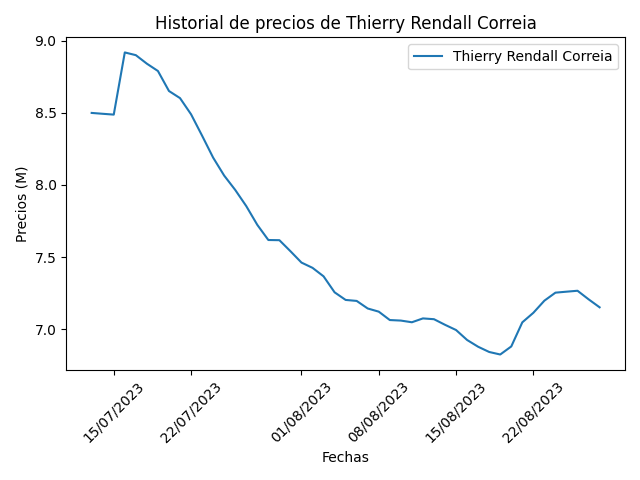 Historial de precios de Thierry Rendall Correia
Thierry Rendall Correia
Precios (M)
9.0
8.5
8.0
7.5
7.0
15/07/2023
22/07/2023
01/08/2023
08/08/2023
15/08/2023
22/08/2023
Fechas